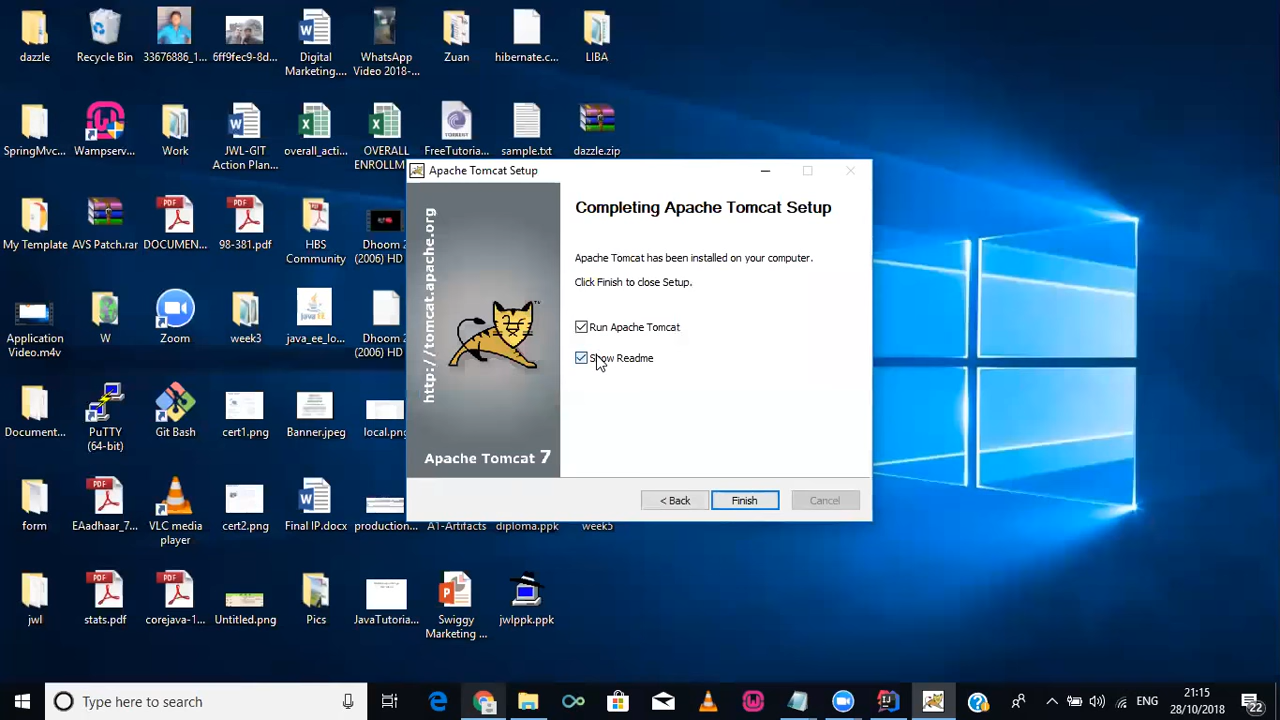 dazzle
Recycle Bin
33676886_1...
6ff9fec9-8d...
Digital
Marketing....
WhatsApp
Video 2018-...
Zuan
hibernate.c...
LIBA
SpringMvc...
Wampserv...
Work
JWL-GIT
Action Plan...
overall_acti...
OVERALL
ENROLLM...
FreeTutoria...
sample.txt
dazzle.zip
My Template
AVS Patch.rar
DOCUMEN...
98-381.pdf
HBS
Community
Dhoom 2
(2006) HD
Application
Video.m4v
W
Zoom
week3
java_ee_lo...
Dhoom 2
(2006) HD
Document...
PuTTY
(64-bit)
Git Bash
cert1.png
Banner.jpeg
local.png
form
EAadhaar_7...
VLC media
player
cert2.png
Final IP.docx
production...
A1-Artifacts
diploma.ppk
week5
jwl
stats.pdf
corejava-1...
Untitled.png
Pics
JavaTutoria...
Swiggy
Marketing ...
jwlppk.ppk
Apache Tomcat Setup
http://tomcat.apache.org
TM
Apache Tomcat 7
Completing Apache Tomcat Setup
Apache Tomcat has been installed on your computer.
Click Finish to close Setup.
Run Apache Tomcat
Show Readme
< Back
Finish
Cancel
Type here to search
ENG
21:15
28/10/2018
22